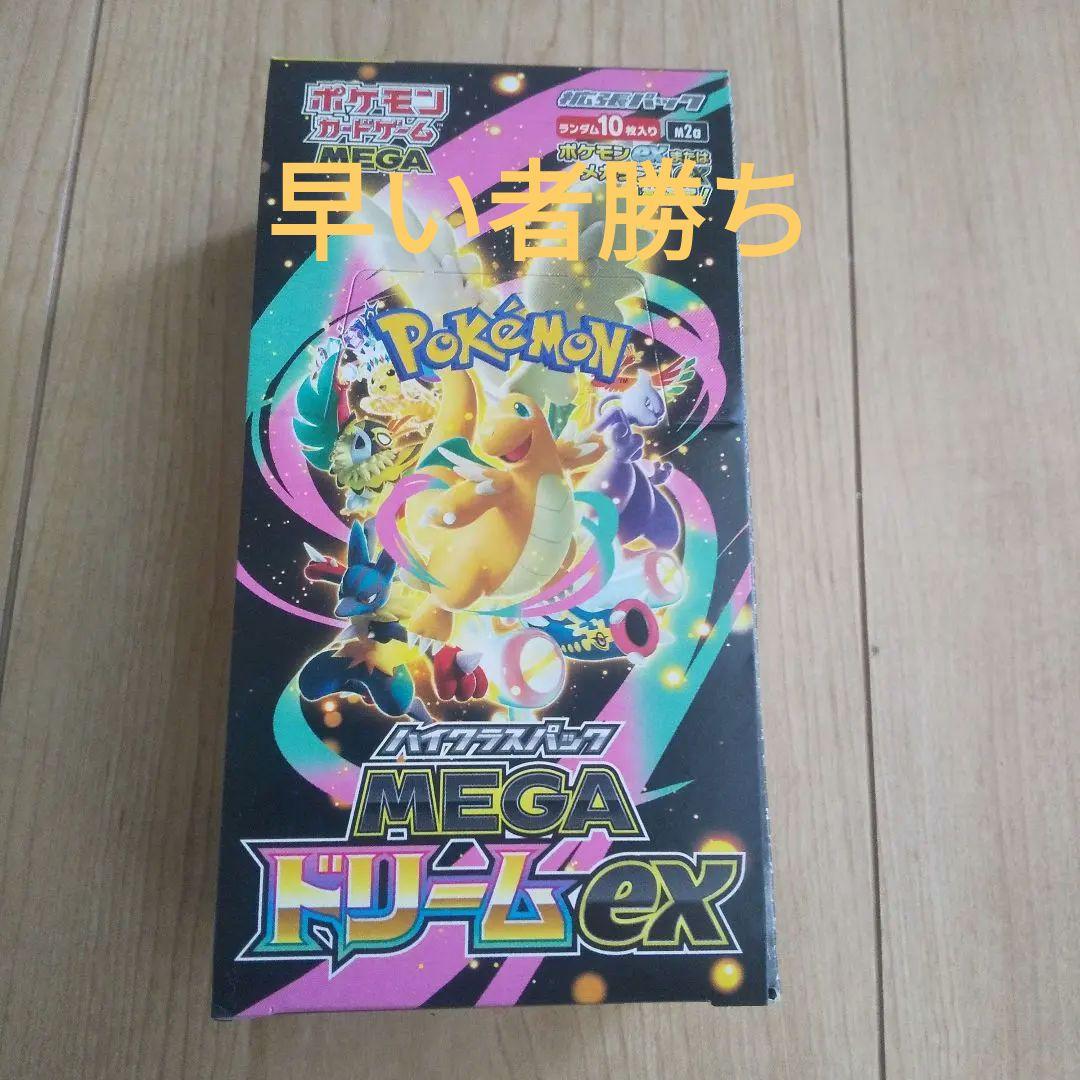 ポケモン
カードゲーム
MEGA
拡張パック
ランダム10枚入り M2a
ポケモンexまたは
早い者勝ち
POKéMON
TM
ハイクラスパック
MEGA
ドリームex